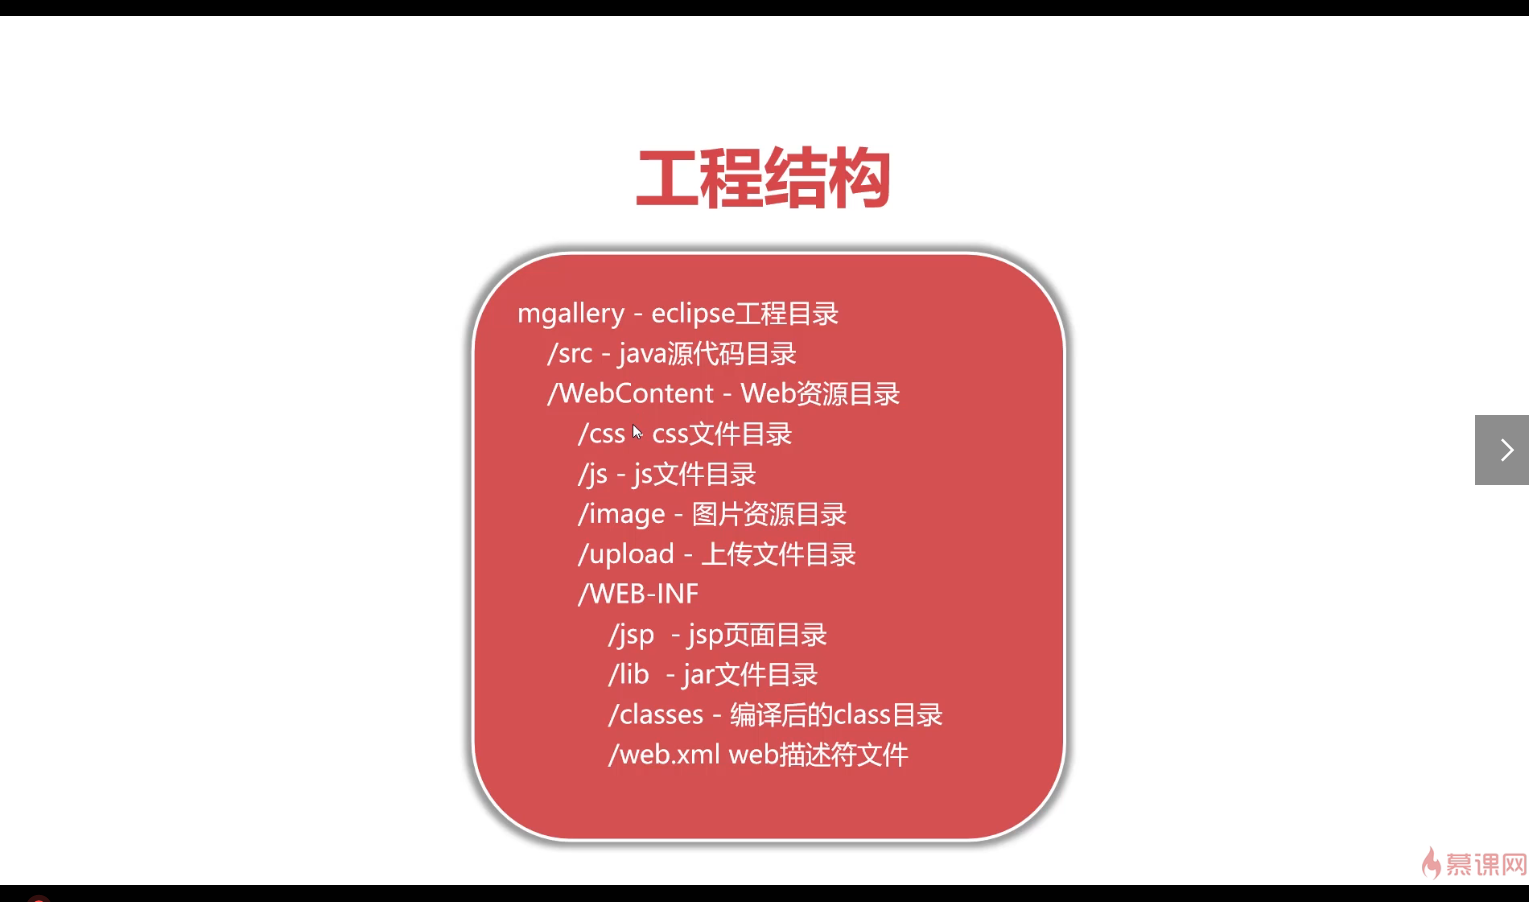 工程结构
mgallery - eclipse工程目录
/src - java源代码目录
/WebContent - Web资源目录
/css - css文件目录
/js - js文件目录
/image - 图片资源目录
/upload - 上传文件目录
/WEB-INF
/jsp - jsp页面目录
/lib - jar文件目录
/classes - 编译后的class目录
/web.xml web描述符文件
慕课网